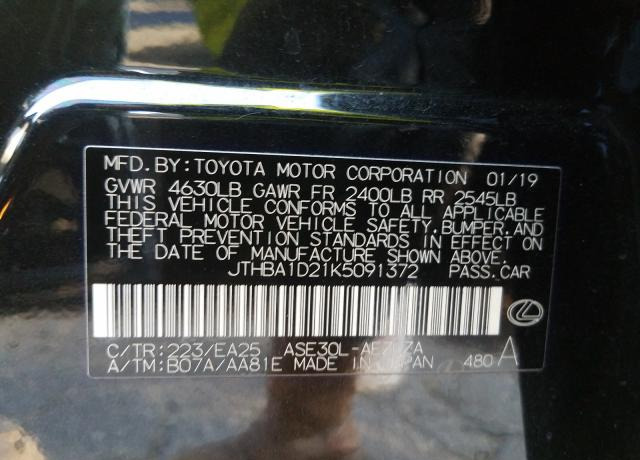 MFD.BY:TOYOTA MOTOR CORPORATION 01/19
GVWR 4630LB GAWR FR 2400LB RR 2545LB
THIS VEHICLE CONFORMS TO ALL APPLICABLE
FEDERAL MOTOR VEHICLE SAFETY,BUMPER,AND
THEFT PREVENTION STANDARDS IN EFFECT ON
THE DATE OF MANUFACTURE SHOWN ABOVE.
JTHBA1D21K5091372 PASS.CAR
C/TR:223/EA25
A/TM:B07A/AA81E MADE IN JAPAN 480 A